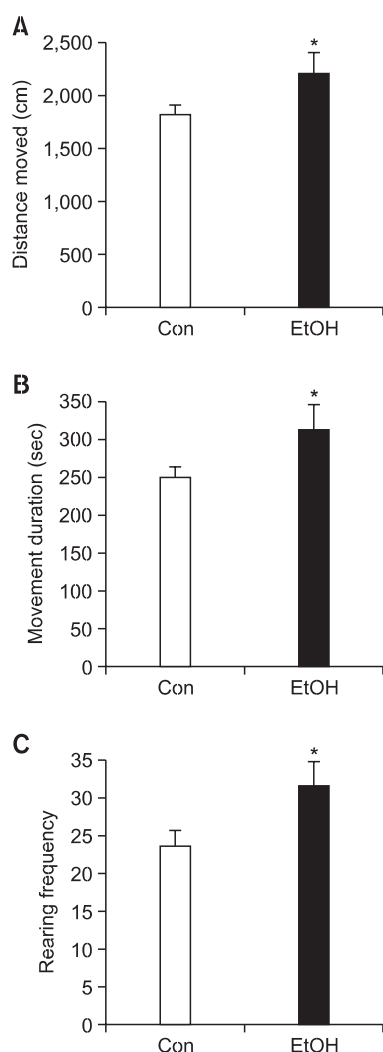 A
Distance moved (cm)
2,500
2,000
1,500
1,000
500
0
*
Con
EtOH
B
Movement duration (sec)
350
300
250
200
150
100
50
0
*
Con
EtOH
C
Rearing frequency
35
30
25
20
15
10
5
0
*
Con
EtOH